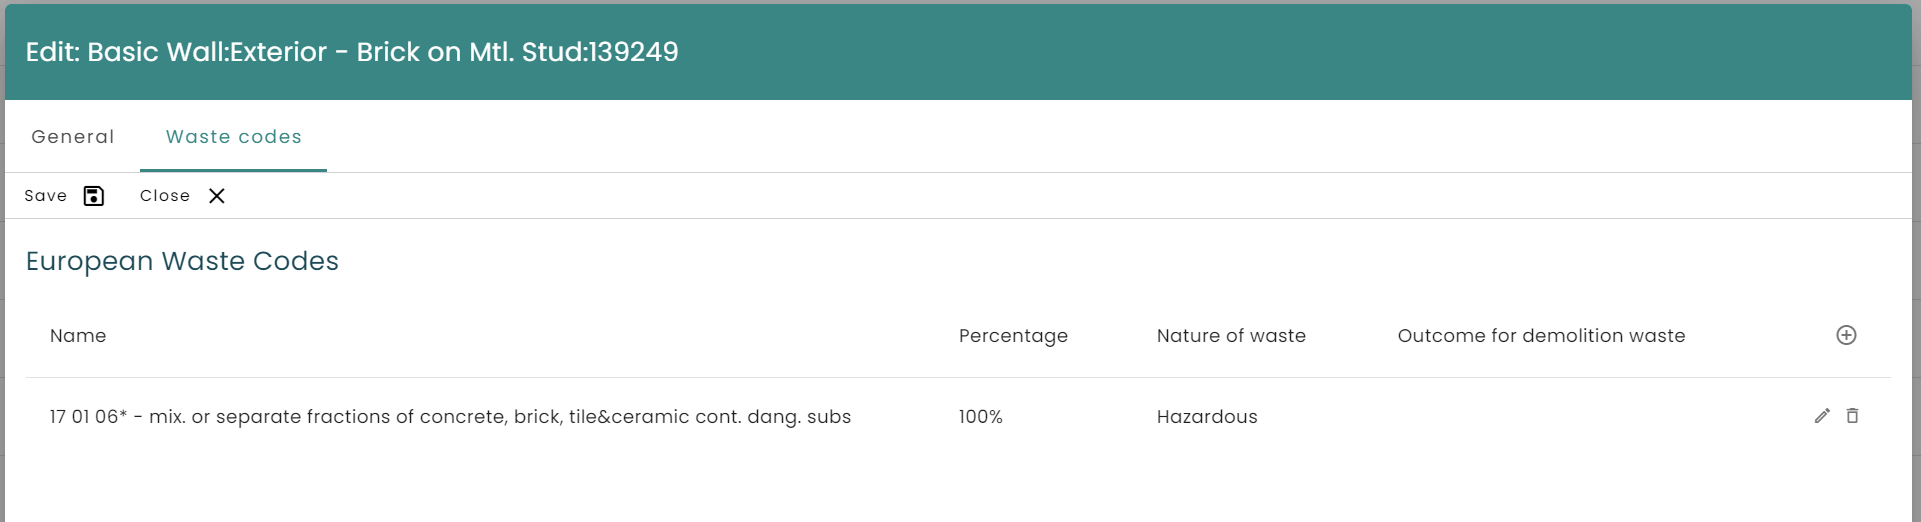 Edit: Basic Wall:Exterior - Brick on Mtl. Stud:139249
General Waste codes
Save Close
European Waste Codes
Name Percentage Nature of waste Outcome for demolition waste
17 01 06* - mix. or separate fractions of concrete, brick, tile&ceramic cont. dang. subs 100% Hazardous